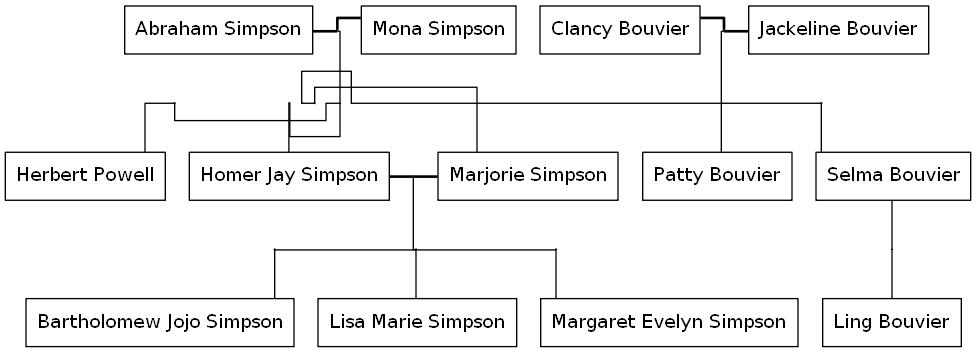 Abraham Simpson
Mona Simpson
Clancy Bouvier
Jackeline Bouvier
Herbert Powell
Homer Jay Simpson
Marjorie Simpson
Patty Bouvier
Selma Bouvier
Bartholomew Jojo Simpson
Lisa Marie Simpson
Margaret Evelyn Simpson
Ling Bouvier